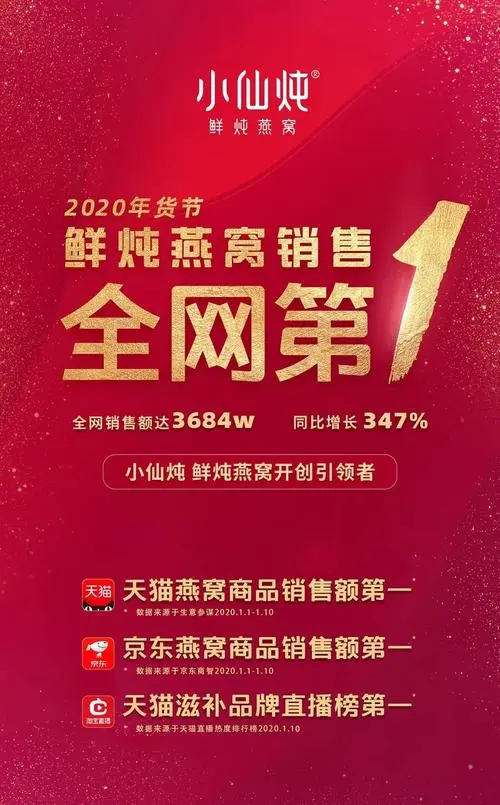 小仙炖®
鲜炖燕窝
2020年货节
鲜炖燕窝销售
全网第1
全网销售额达3684w 同比增长 347%
小仙炖 鲜炖燕窝开创引领者
天猫
天猫燕窝商品销售额第一
*数据来源于生意参谋2020.1.1-1.10
京东
京东燕窝商品销售额第一
*数据来源于京东商智2020.1.1-1.10
淘宝直播
天猫滋补品牌直播榜第一
*数据来源于天猫直播热度排行榜2020.1.10